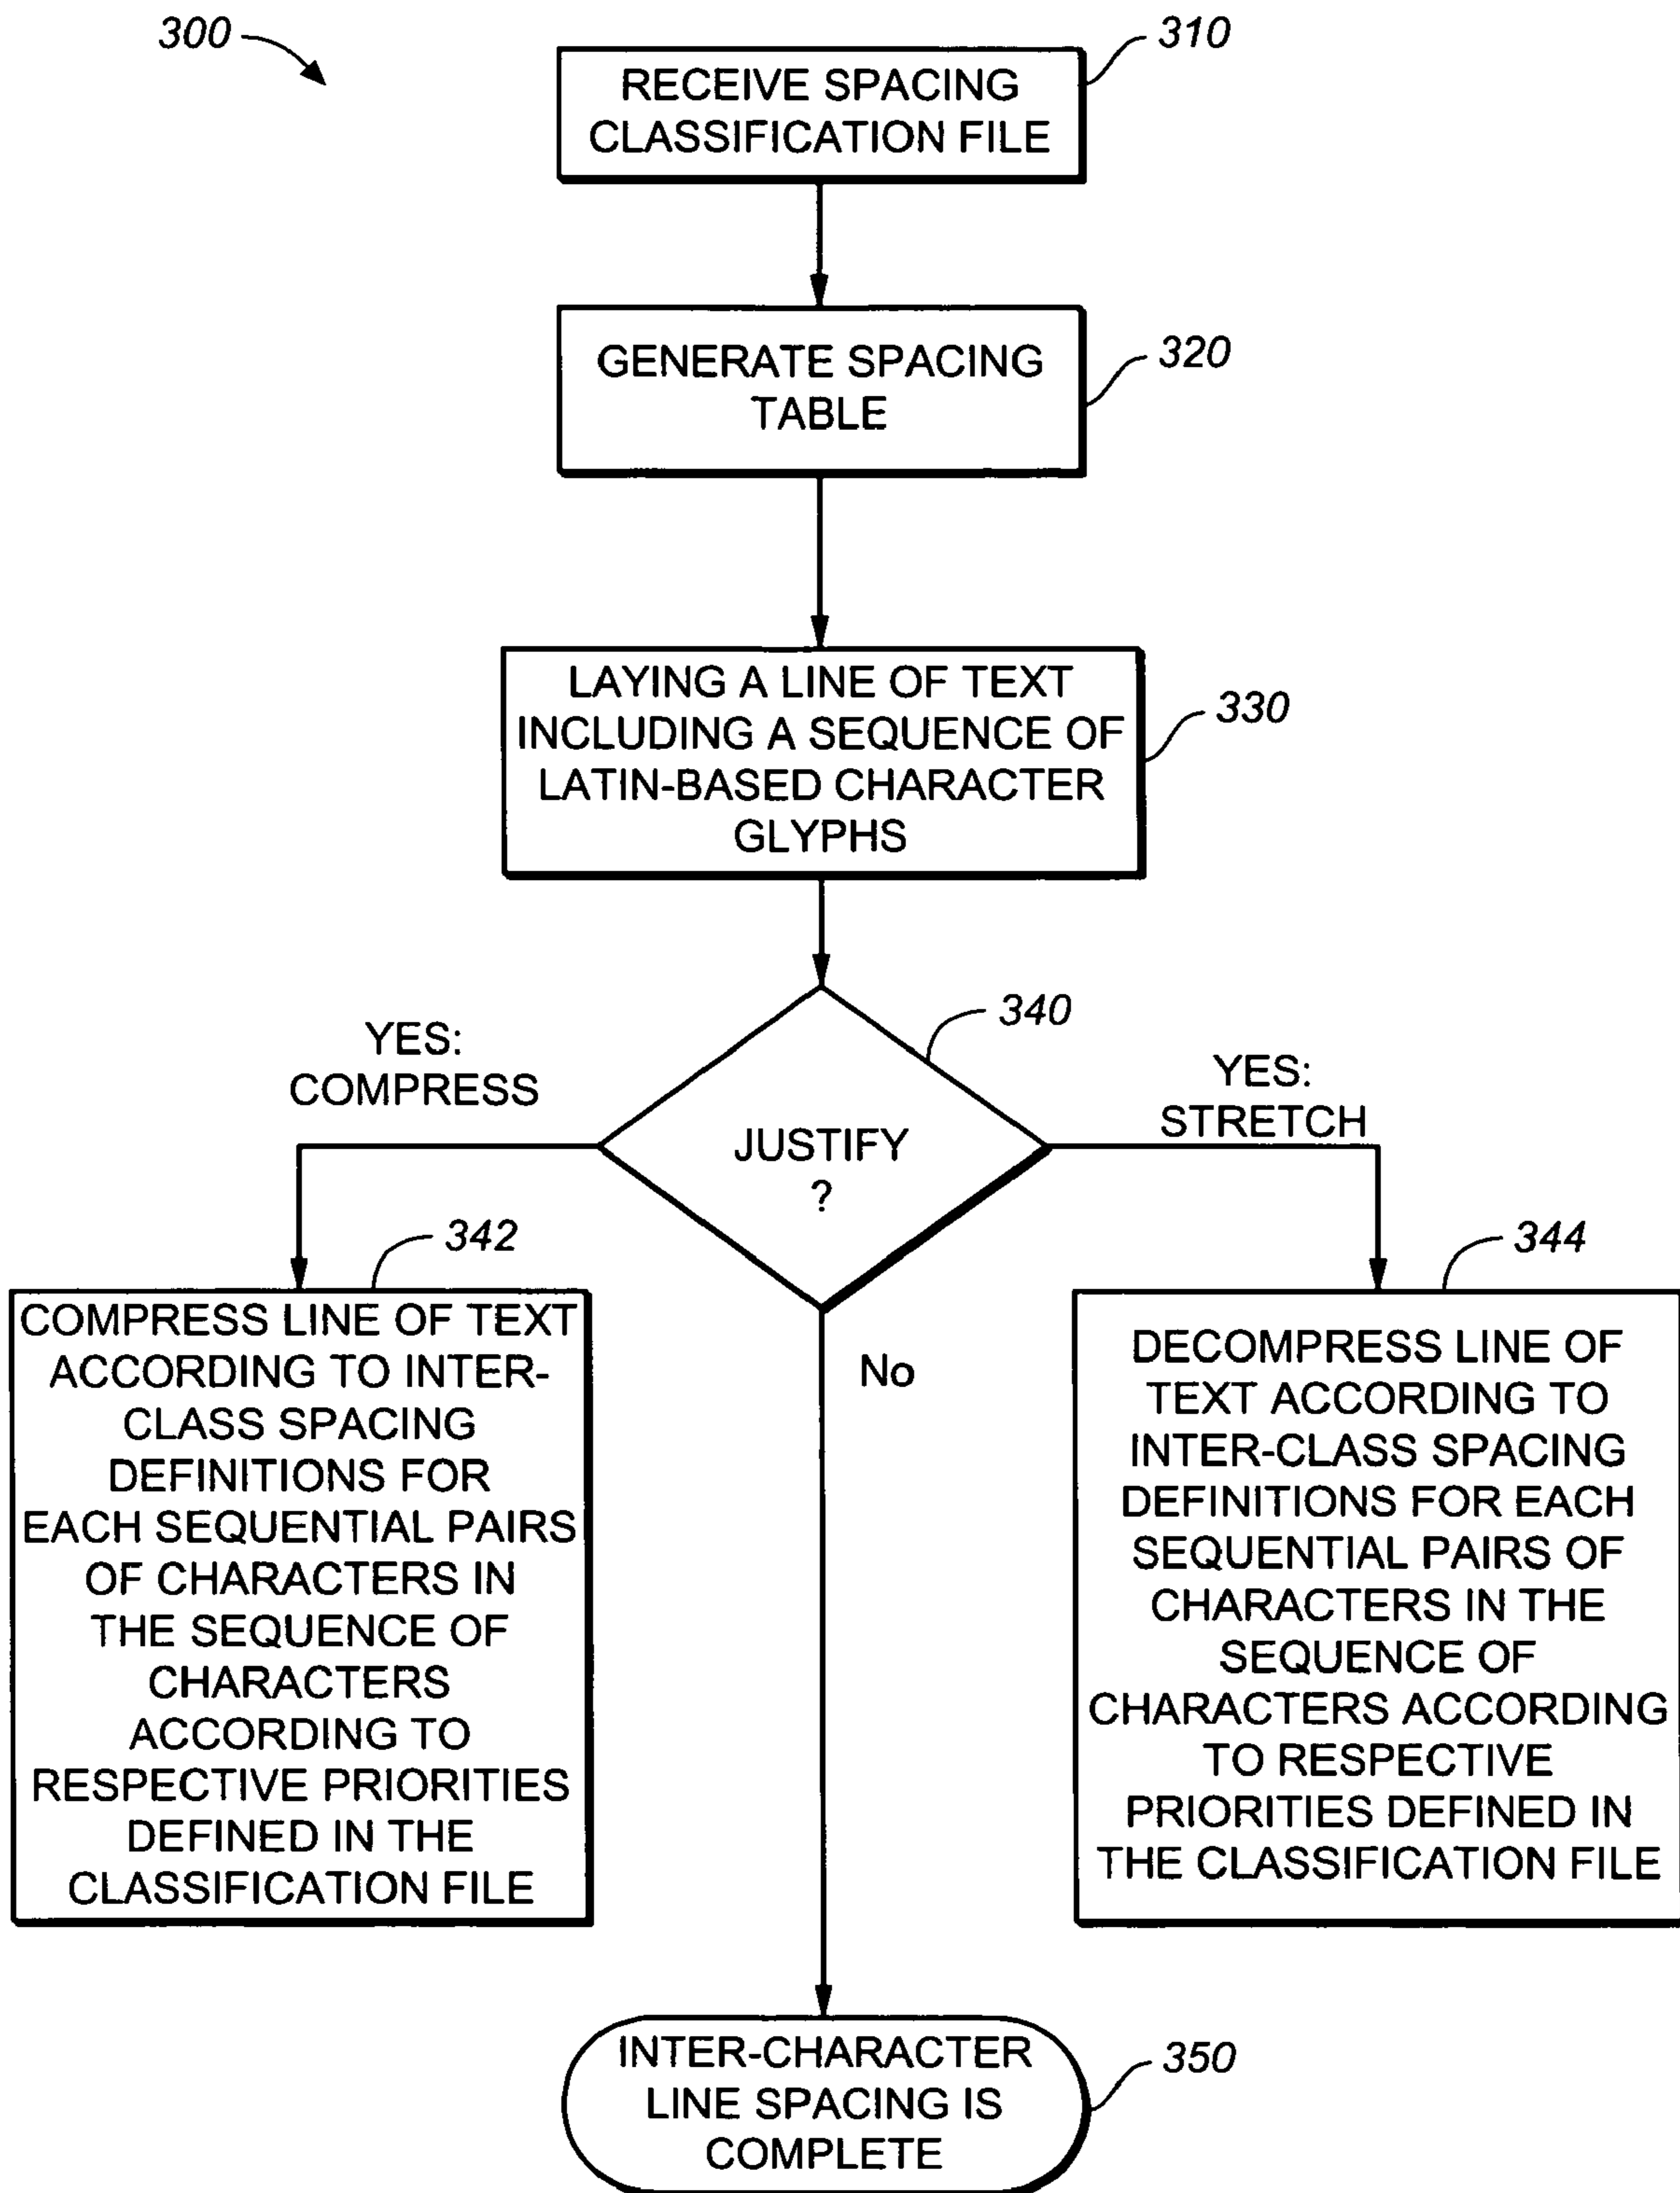 300
310
RECEIVE SPACING
CLASSIFICATION FILE
320
GENERATE SPACING
TABLE
330
LAYING A LINE OF TEXT
INCLUDING A SEQUENCE OF
LATIN-BASED CHARACTER
GLYPHS
340
JUSTIFY
?
YES:
COMPRESS
YES:
STRETCH
No
342
COMPRESS LINE OF TEXT
ACCORDING TO INTER-
CLASS SPACING
DEFINITIONS FOR
EACH SEQUENTIAL PAIRS
OF CHARACTERS IN
THE SEQUENCE OF
CHARACTERS
ACCORDING TO
RESPECTIVE PRIORITIES
DEFINED IN THE
CLASSIFICATION FILE
344
DECOMPRESS LINE OF
TEXT ACCORDING TO
INTER-CLASS SPACING
DEFINITIONS FOR EACH
SEQUENTIAL PAIRS OF
CHARACTERS IN THE
SEQUENCE OF
CHARACTERS ACCORDING
TO RESPECTIVE
PRIORITIES DEFINED IN
THE CLASSIFICATION FILE
INTER-CHARACTER
LINE SPACING IS
COMPLETE
350